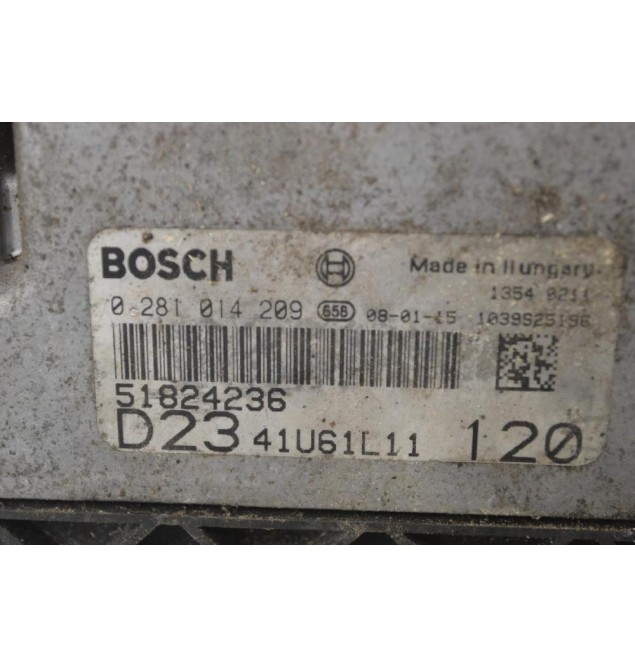 BOSCH Made in Hungary
1354 0211
0 281 014 209 658 08-01-15 1039S25196
51824236
D23 41U61L11 120